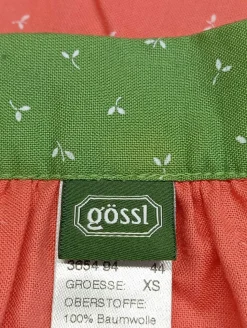 gössl
3654 94 44
GROESSE: XS
OBERSTOFFE:
100% Baumwolle